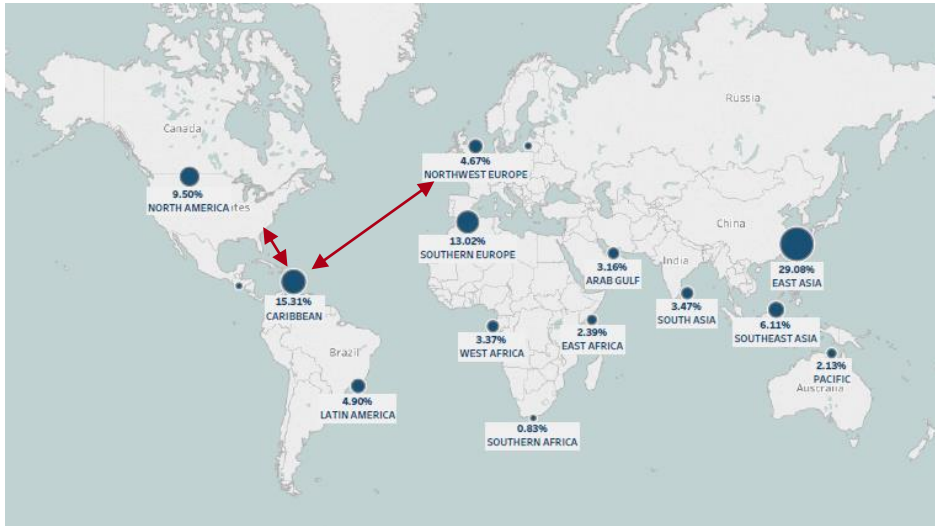 Russia
Canada
4.67%
NORTHWEST EUROPE
9.50%
NORTH AMERICA
tes
China
13.02%
SOUTHERN EUROPE
29.08%
EAST ASIA
India
3.16%
ARAB GULF
15.31%
CARIBBEAN
3.47%
SOUTH ASIA
6.11%
SOUTHEAST ASIA
2.39%
EAST AFRICA
3.37%
WEST AFRICA
Brazil
2.13%
PACIFIC
Australia
4.90%
LATIN AMERICA
0.83%
SOUTHERN AFRICA